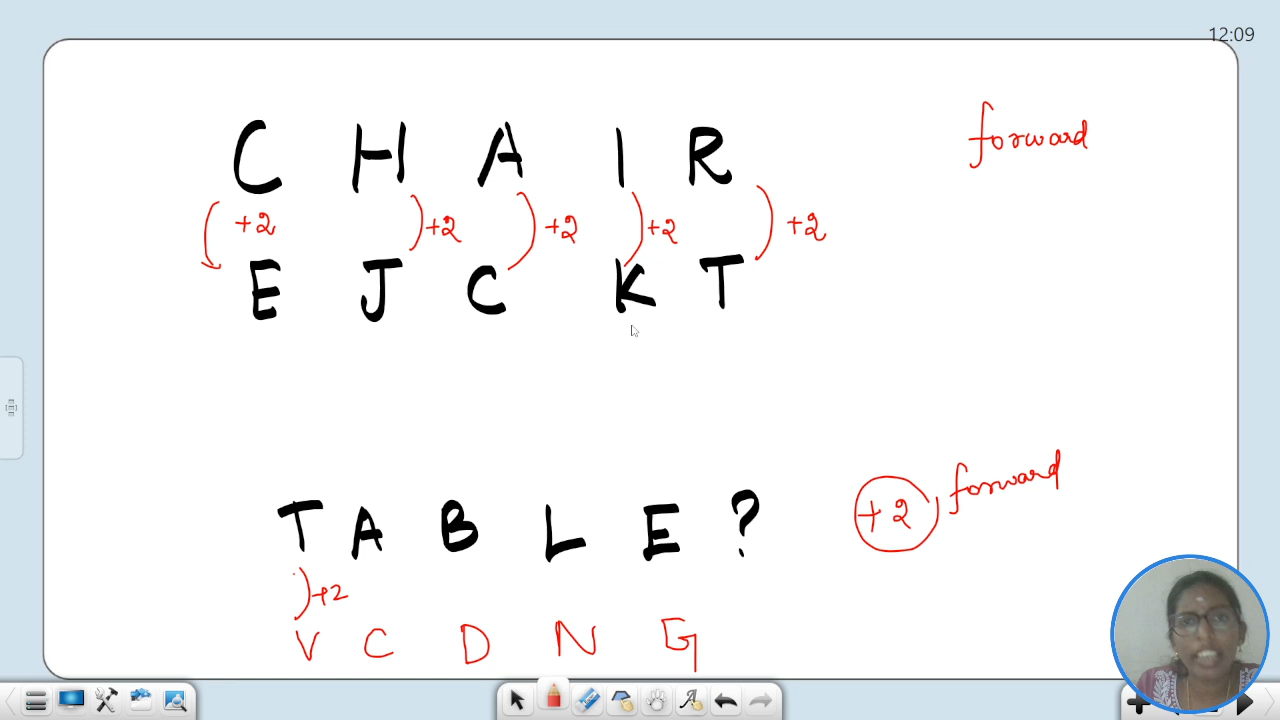 12:09
C H A I R
forward
+2 +2 +2 +2 +2
E J C K T
T A B L E ?
+2, forward
+2
V C D N G